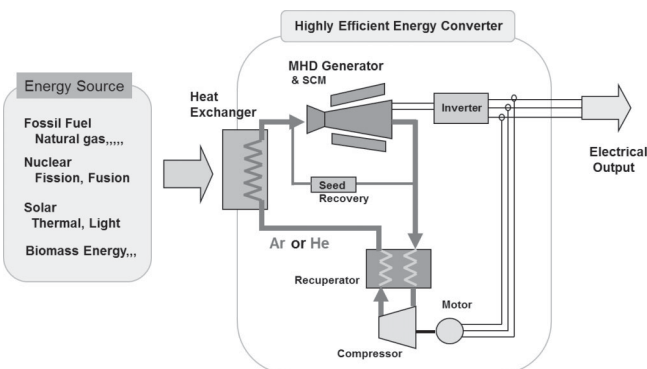 Highly Efficient Energy Converter
Energy Source
Fossil Fuel
Natural gas,,,,,
Nuclear
Fission, Fusion
Solar
Thermal, Light
Biomass Energy,,,
Heat
Exchanger
MHD Generator
& SCM
Inverter
Electrical
Output
Seed
Recovery
Ar or He
Recuperator
Motor
Compressor